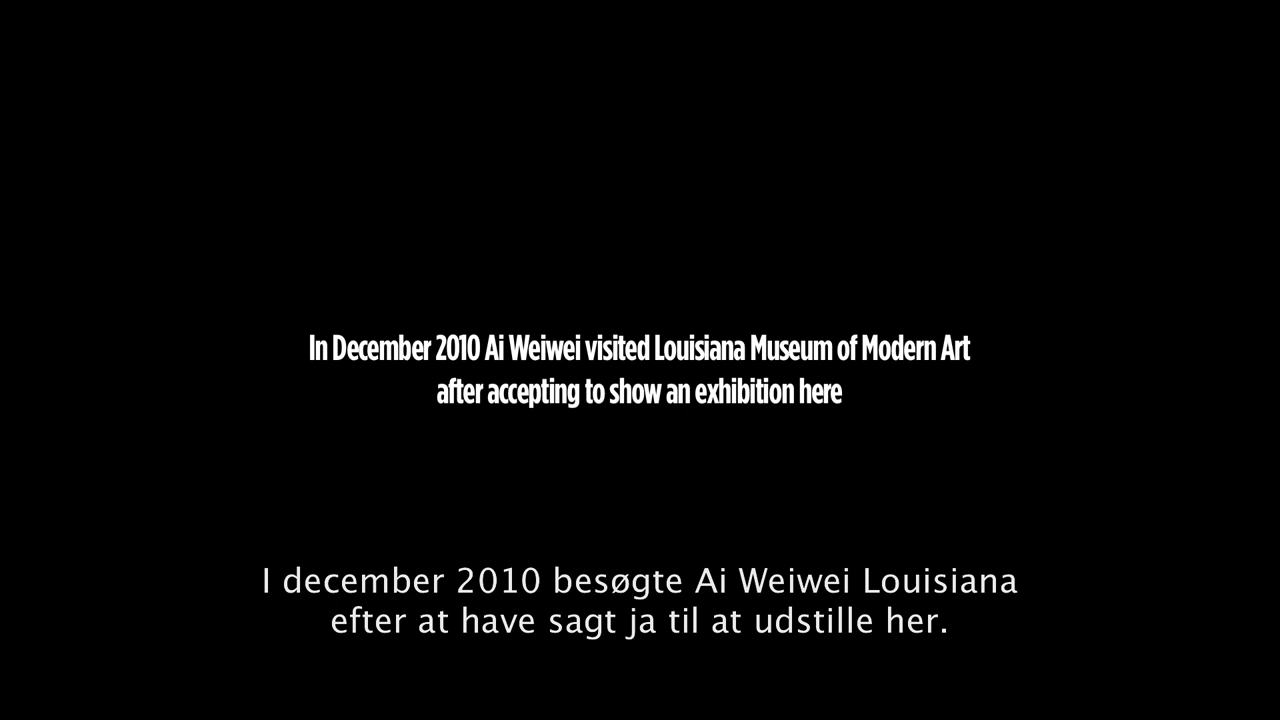 In December 2010 Ai Weiwei visited Louisiana Museum of Modern Art
after accepting to show an exhibition here
I december 2010 besøgte Ai Weiwei Louisiana
efter at have sagt ja til at udstille her.